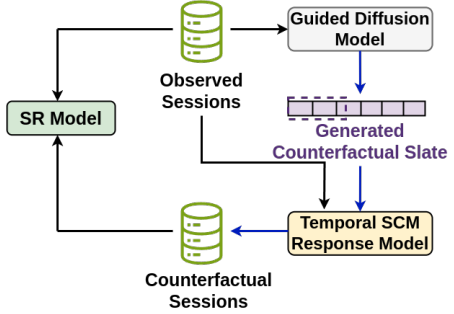 Guided Diffusion
Model
Observed
Sessions
SR Model
Generated
Counterfactual Slate
Temporal SCM
Response Model
Counterfactual
Sessions